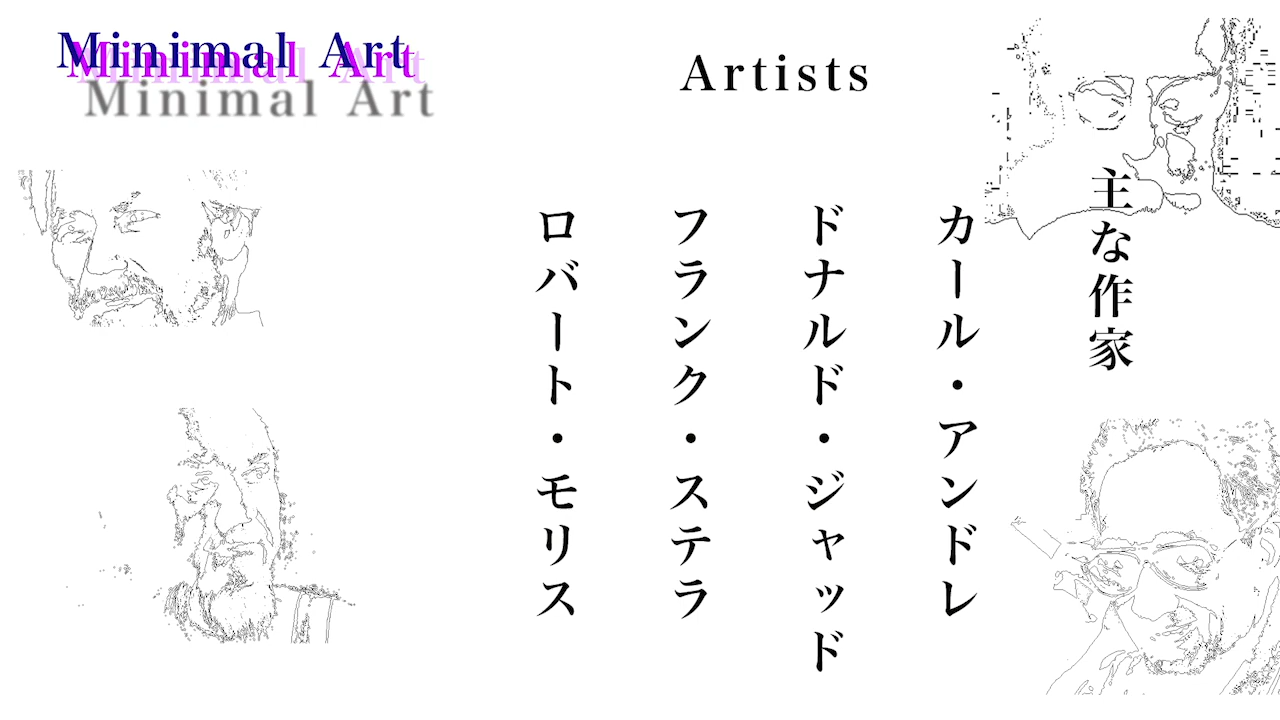 Minimal Art
Minimal Art
Minimal Art
Minimal Art
Artists
主な作家
カール・アンドレ
ドナルド・ジャッド
フランク・ステラ
ロバート・モリス